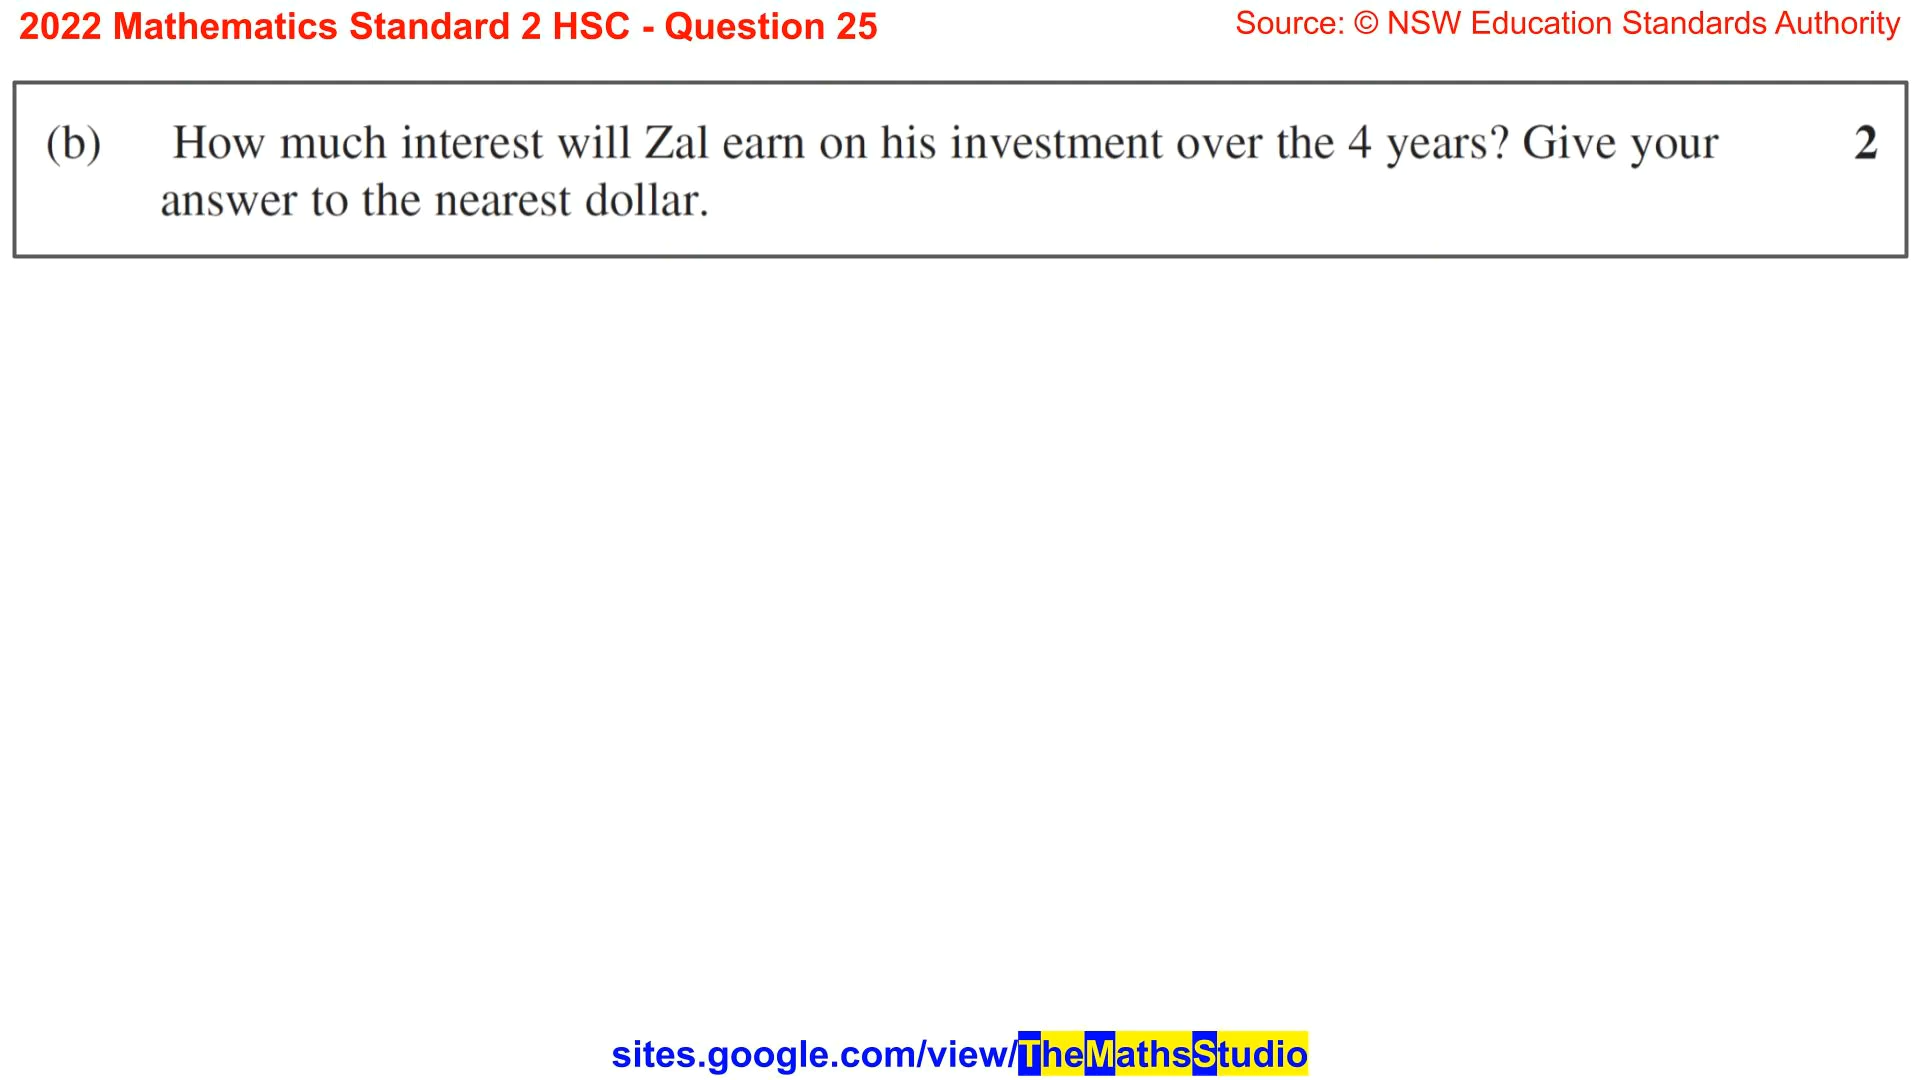 2022 Mathematics Standard 2 HSC - Question 25
Source: © NSW Education Standards Authority
(b) How much interest will Zal earn on his investment over the 4 years? Give your 2
answer to the nearest dollar.
sites.google.com/view/TheMathsStudio